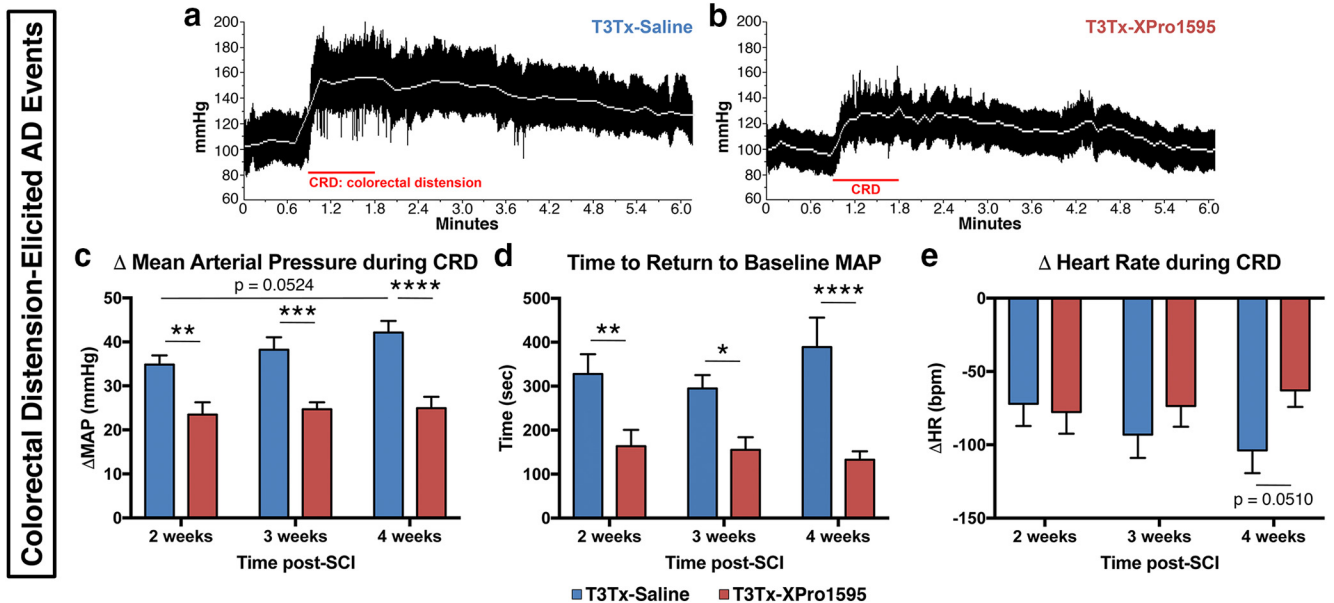 Colorectal Distension-Elicited AD Events
a
T3Tx-Saline
200
180
160
140
120
100
80
60
mmHg
CRD: colorectal distension
0 0.6 1.2 1.8 2.4 3.0 3.6 4.2 4.8 5.4 6.0
Minutes
b
T3Tx-XPro1595
200
180
160
140
120
100
80
60
mmHg
CRD
0 0.6 1.2 1.8 2.4 3.0 3.6 4.2 4.8 5.4 6.0
Minutes
c
Δ Mean Arterial Pressure during CRD
p = 0.0524
** *** ****
50
40
30
20
10
0
ΔMAP (mmHg)
2 weeks 3 weeks 4 weeks
Time post-SCI
d
Time to Return to Baseline MAP
** * ****
500
400
300
200
100
0
Time (sec)
2 weeks 3 weeks 4 weeks
Time post-SCI
e
Δ Heart Rate during CRD
0
-50
-100
-150
ΔHR (bpm)
p = 0.0510
2 weeks 3 weeks 4 weeks
Time post-SCI
T3Tx-Saline T3Tx-XPro1595